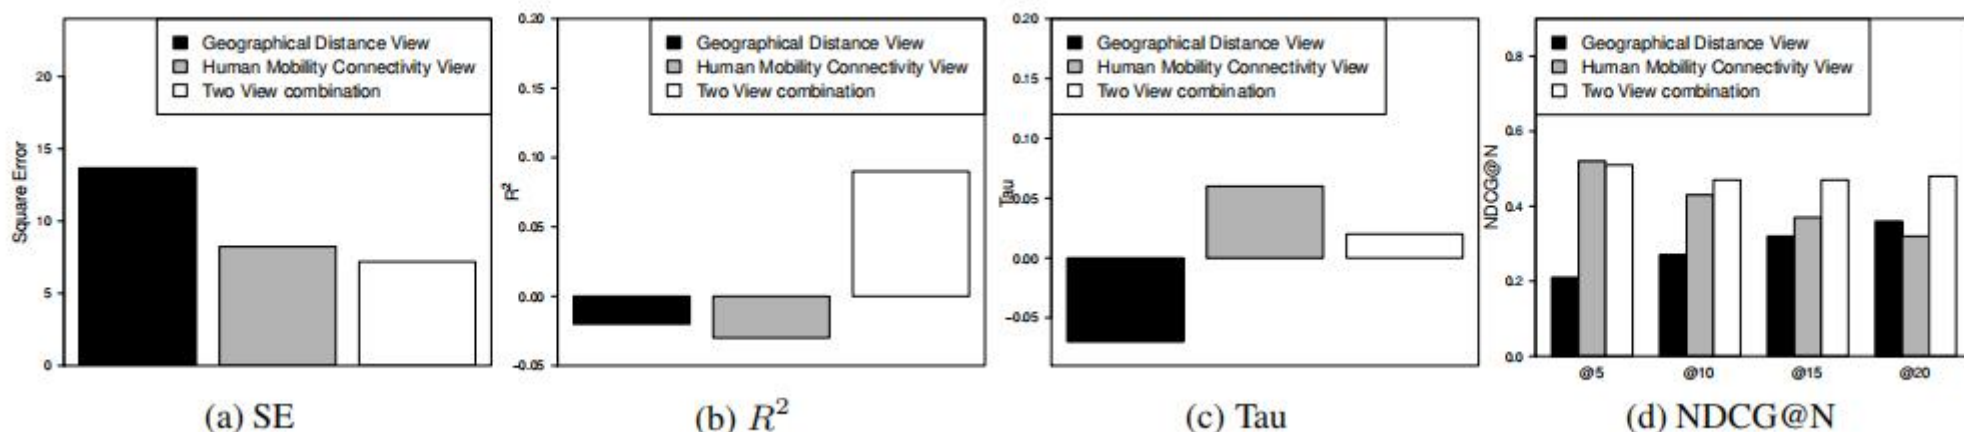 Geographical Distance View
Human Mobility Connectivity View
Two View combination
Square Error
20
15
10
5
0
(a) SE
Geographical Distance View
Human Mobility Connectivity View
Two View combination
R²
0.20
0.15
0.10
0.05
0.00
−0.05
(b) R²
Geographical Distance View
Human Mobility Connectivity View
Two View combination
Tau
0.20
0.15
0.10
0.05
0.00
−0.05
(c) Tau
Geographical Distance View
Human Mobility Connectivity View
Two View combination
NDCG@N
0.8
0.6
0.4
0.2
0.0
@5 @10 @15 @20
(d) NDCG@N